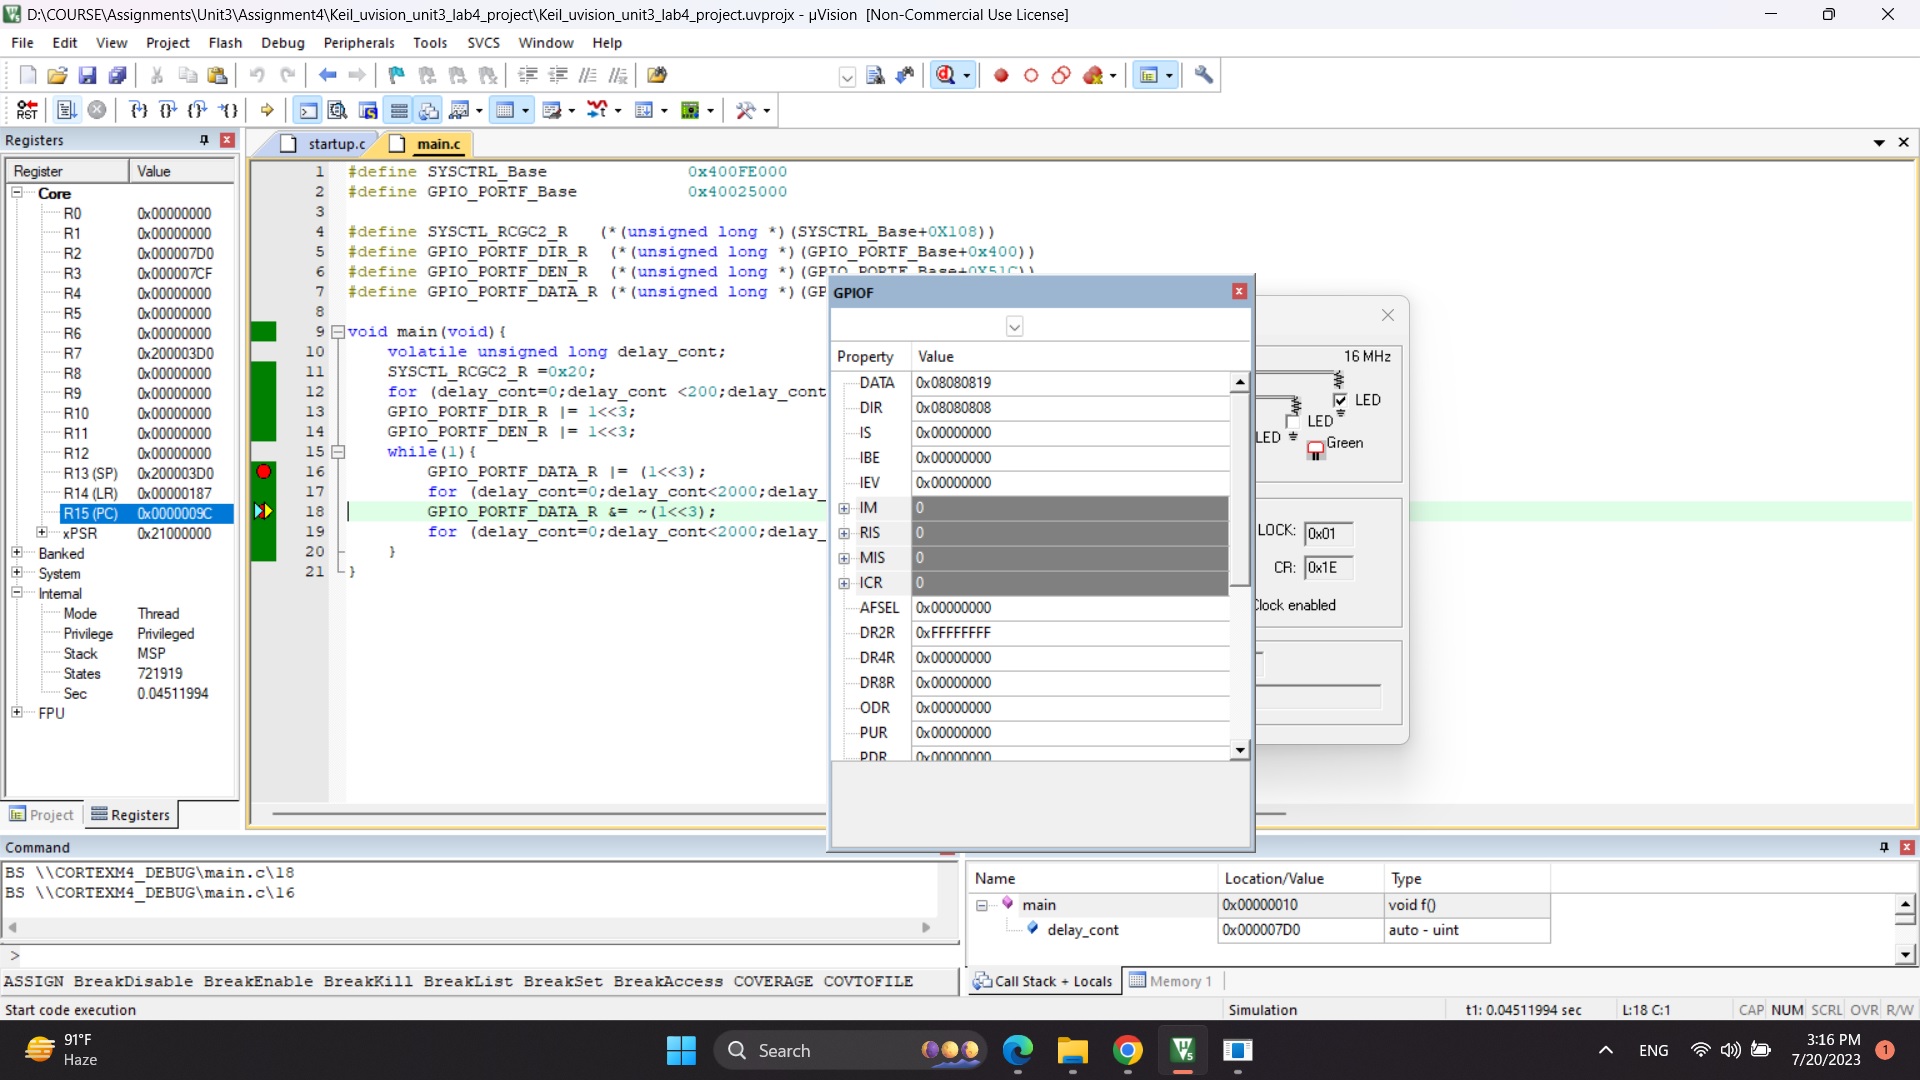 D:\COURSE\Assignments\Unit3\Assignment4\Keil_uvision_unit3_lab4_project\Keil_uvision_unit3_lab4_project.uvprojx - µVision [Non-Commercial Use License]
File Edit View Project Flash Debug Peripherals Tools SVCS Window Help
RST
Registers
startup.c main.c
Register Value
Core
R0 0x00000000
R1 0x00000000
R2 0x000007D0
R3 0x000007CF
R4 0x00000000
R5 0x00000000
R6 0x00000000
R7 0x200003D0
R8 0x00000000
R9 0x00000000
R10 0x00000000
R11 0x00000000
R12 0x00000000
R13 (SP) 0x200003D0
R14 (LR) 0x00000187
R15 (PC) 0x0000009C
xPSR 0x21000000
Banked
System
Internal
Mode Thread
Privilege Privileged
Stack MSP
States 721919
Sec 0.04511994
FPU
Project Registers
1 #define SYSCTRL_Base 0x400FE000
2 #define GPIO_PORTF_Base 0x40025000
3
4 #define SYSCTL_RCGC2_R (*(unsigned long *)(SYSCTRL_Base+0X108))
5 #define GPIO_PORTF_DIR_R (*(unsigned long *)(GPIO_PORTF_Base+0x400))
6 #define GPIO_PORTF_DEN_R (*(unsigned long *)(GPIO_PORTF_Base+0X51C))
7 #define GPIO_PORTF_DATA_R (*(unsigned long *)(GP
8
9 void main(void){
10 volatile unsigned long delay_cont;
11 SYSCTL_RCGC2_R =0x20;
12 for (delay_cont=0;delay_cont <200;delay_cont
13 GPIO_PORTF_DIR_R |= 1<<3;
14 GPIO_PORTF_DEN_R |= 1<<3;
15 while(1){
16 GPIO_PORTF_DATA_R |= (1<<3);
17 for (delay_cont=0;delay_cont<2000;delay_
18 GPIO_PORTF_DATA_R &= ~(1<<3);
19 for (delay_cont=0;delay_cont<2000;delay_
20 }
21 }
GPIOF
Property Value
DATA 0x08080819
DIR 0x08080808
IS 0x00000000
IBE 0x00000000
IEV 0x00000000
IM 0
RIS 0
MIS 0
ICR 0
AFSEL 0x00000000
DR2R 0xFFFFFFFF
DR4R 0x00000000
DR8R 0x00000000
ODR 0x00000000
PUR 0x00000000
PDR 0x00000000
16 MHz
LED
LED
LED
Green
LOCK: 0x01
CR: 0x1E
Clock enabled
Command
BS \\CORTEXM4_DEBUG\main.c\18
BS \\CORTEXM4_DEBUG\main.c\16
>
ASSIGN BreakDisable BreakEnable BreakKill BreakList BreakSet BreakAccess COVERAGE COVTOFILE
Name Location/Value Type
main 0x00000010 void f()
delay_cont 0x000007D0 auto - uint
Call Stack + Locals Memory 1
Start code execution Simulation t1: 0.04511994 sec L:18 C:1 CAP NUM SCRL OVR R/W
91°F
Haze
Search
ENG
3:16 PM
7/20/2023
1